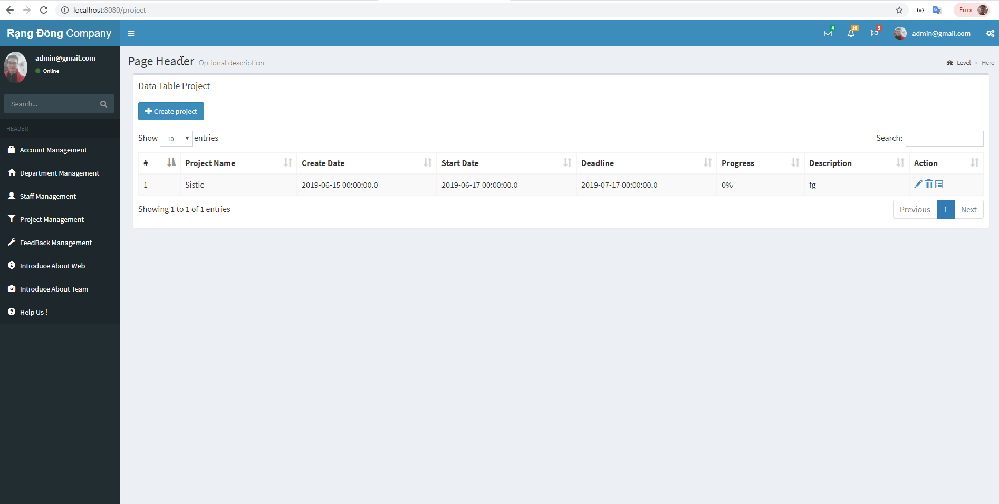 localhost:8080/project
Error
Rạng Đông Company
4
10
9
admin@gmail.com
admin@gmail.com
Online
Search...
HEADER
Account Management
Department Management
Staff Management
Project Management
FeedBack Management
Introduce About Web
Introduce About Team
Help Us !
Page Header Optional description
Level > Here
Data Table Project
Create project
Show 10 entries
Search:
# Project Name Create Date Start Date Deadline Progress Description Action
1 Sistic 2019-06-15 00:00:00.0 2019-06-17 00:00:00.0 2019-07-17 00:00:00.0 0% fg
Showing 1 to 1 of 1 entries
Previous 1 Next